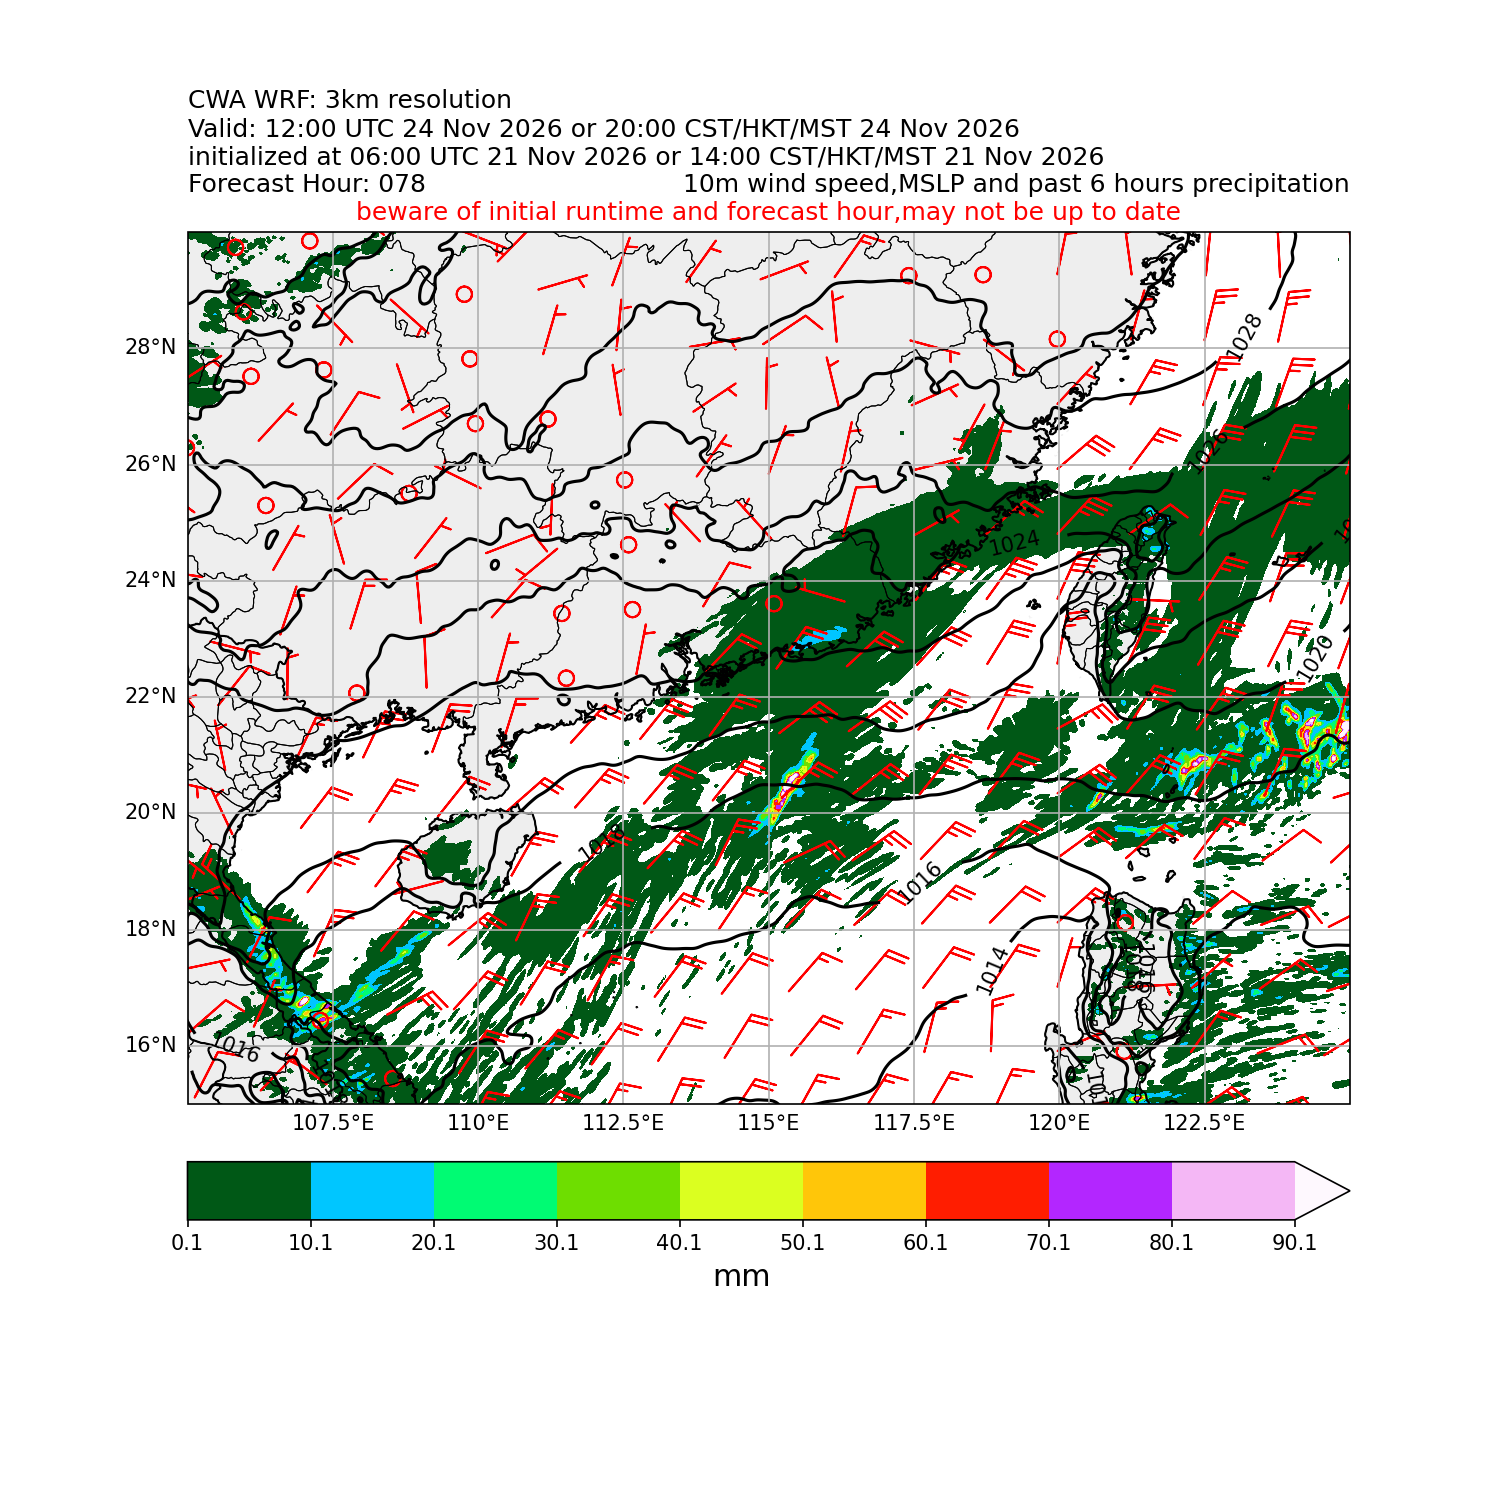 CWA WRF: 3km resolution
Valid: 12:00 UTC 24 Nov 2026 or 20:00 CST/HKT/MST 24 Nov 2026
initialized at 06:00 UTC 21 Nov 2026 or 14:00 CST/HKT/MST 21 Nov 2026
Forecast Hour: 078 10m wind speed,MSLP and past 6 hours precipitation
beware of initial runtime and forecast hour,may not be up to date
1028
28°N
1026
26°N
1024
24°N
1020
22°N
20°N
1018
1016
18°N
1014
1016
16°N
107.5°E 110°E 112.5°E 115°E 117.5°E 120°E 122.5°E
0.1 10.1 20.1 30.1 40.1 50.1 60.1 70.1 80.1 90.1
mm